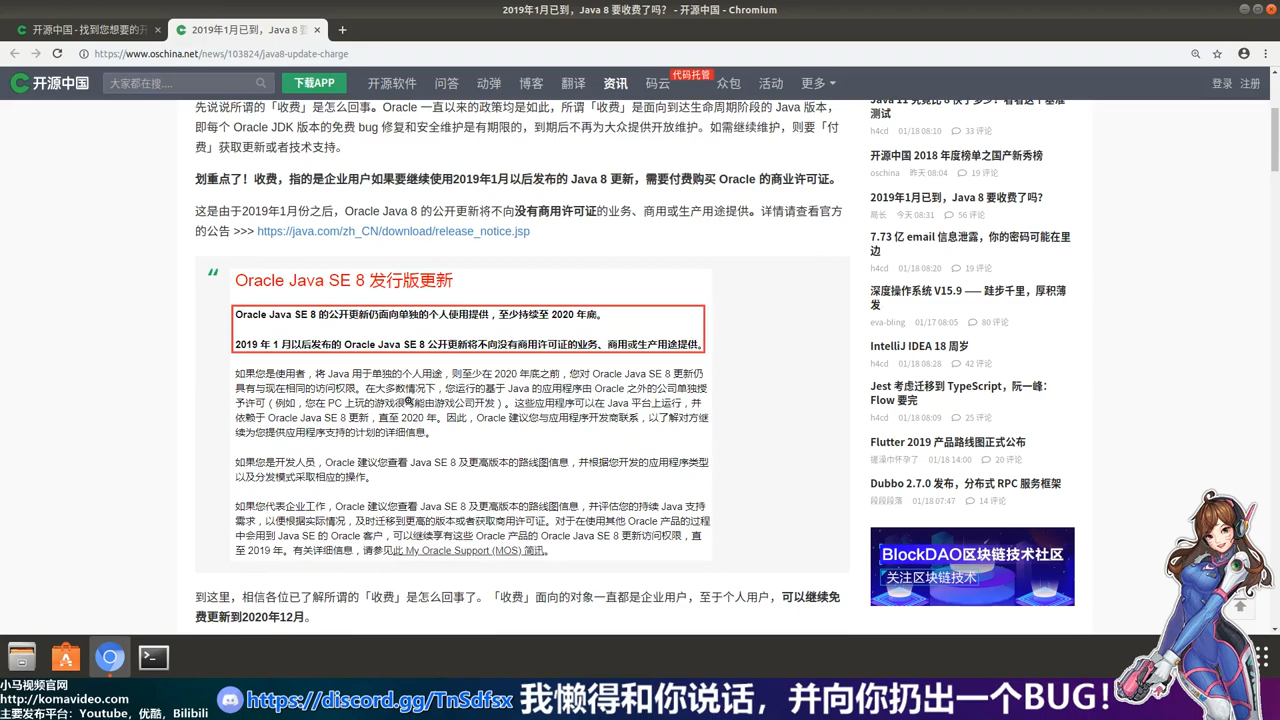 2019年1月已到，Java 8 要收费了吗？ - 开源中国 - Chromium
开源中国 - 找到您想要的开
2019年1月已到，Java 8
https://www.oschina.net/news/103824/java8-update-charge
开源中国
大家都在搜....
下载APP
开源软件 问答 动弹 博客 翻译 资讯 码云 代码托管 众包 活动 更多
登录 注册
先说说所谓的「收费」是怎么回事。Oracle 一直以来的政策均是如此，所谓「收费」是面向到达生命周期阶段的 Java 版本，
即每个 Oracle JDK 版本的免费 bug 修复和安全维护是有期限的，到期后不再为大众提供开放维护。如需继续维护，则要「付
费」获取更新或者技术支持。
划重点了！收费，指的是企业用户如果要继续使用2019年1月以后发布的 Java 8 更新，需要付费购买 Oracle 的商业许可证。
这是由于2019年1月份之后，Oracle Java 8 的公开更新将不向没有商用许可证的业务、商用或生产用途提供。详情请查看官方
的公告 >>> https://java.com/zh_CN/download/release_notice.jsp
Oracle Java SE 8 发行版更新
Oracle Java SE 8 的公开更新仍面向单独的个人使用提供，至少持续至 2020 年底。
2019 年 1 月以后发布的 Oracle Java SE 8 公开更新将不向没有商用许可证的业务、商用或生产用途提供。
如果您是使用者，将 Java 用于单独的个人用途，则至少在 2020 年底之前，您对 Oracle Java SE 8 更新仍
具有与现在相同的访问权限。在大多数情况下，您运行的基于 Java 的应用程序由 Oracle 之外的公司单独授
予许可（例如，您在 PC 上玩的游戏很可能由游戏公司开发）。这些应用程序可以在 Java 平台上运行，并
依赖于 Oracle Java SE 8 更新，直至 2020 年。因此，Oracle 建议您与应用程序开发商联系，以了解对方继
续为您提供应用程序支持的计划的详细信息。
如果您是开发人员，Oracle 建议您查看 Java SE 8 及更高版本的路线图信息，并根据您开发的应用程序类型
以及分发模式采取相应的操作。
如果您代表企业工作，Oracle 建议您查看 Java SE 8 及更高版本的路线图信息，并评估您的持续 Java 支持
需求，以便根据实际情况，及时迁移到更高的版本或者获取商用许可证。对于在使用其他 Oracle 产品的过程
中会用到 Java SE 的 Oracle 客户，可以继续享有这些 Oracle 产品的 Oracle Java SE 8 更新访问权限，直
至 2019 年。有关详细信息，请参见此 My Oracle Support (MOS) 简讯。
到这里，相信各位已了解所谓的「收费」是怎么回事了。「收费」面向的对象一直都是企业用户，至于个人用户，可以继续免
费更新到2020年12月。
Java 11 究竟比 8 快了多少？看看这个基准
测试
h4cd 01/18 08:10 33 评论
开源中国 2018 年度榜单之国产新秀榜
oschina 昨天 08:04 19 评论
2019年1月已到，Java 8 要收费了吗？
局长 今天 08:31 56 评论
7.73 亿 email 信息泄露，你的密码可能在里
边
h4cd 01/18 08:20 19 评论
深度操作系统 V15.9 —— 跬步千里，厚积薄
发
eva-bling 01/17 08:05 80 评论
IntelliJ IDEA 18 周岁
h4cd 01/18 08:28 42 评论
Jest 考虑迁移到 TypeScript，阮一峰：
Flow 要完
h4cd 01/18 08:09 25 评论
Flutter 2019 产品路线图正式公布
搓澡巾怀孕了 01/18 14:00 20 评论
Dubbo 2.7.0 发布，分布式 RPC 服务框架
段段段落 01/18 07:47 14 评论
BlockDAO区块链技术社区
关注区块链技术
小马视频官网
http://komavideo.com
主要发布平台：Youtube，优酷，Bilibili
https://discord.gg/TnSdfsx 我懒得和你说话，并向你扔出一个BUG！